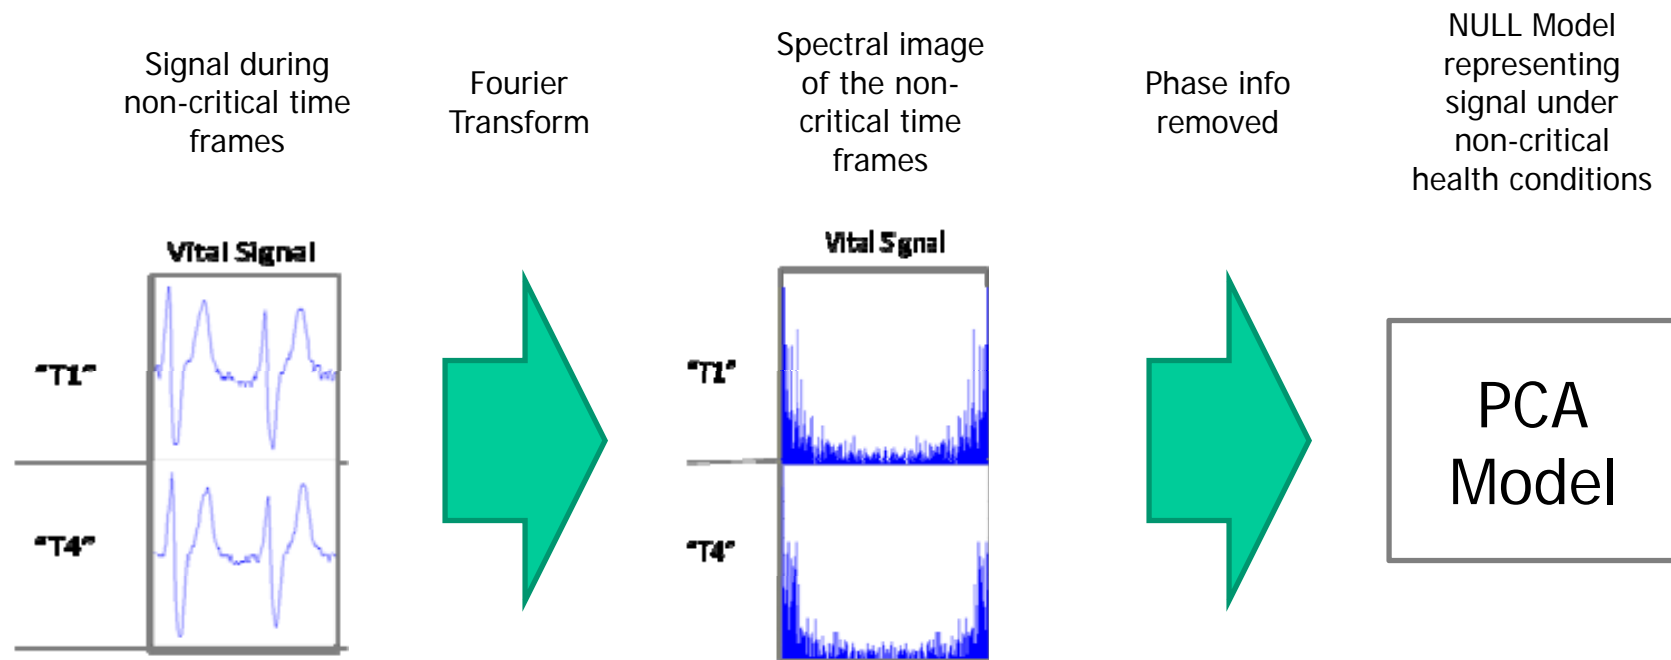 Signal during
non-critical time
frames
Fourier
Transform
Spectral image
of the non-
critical time
frames
Phase info
removed
NULL Model
representing
signal under
non-critical
health conditions
Vital Signal
"T1"
"T4"
Vital Signal
"T1"
"T4"
PCA
Model